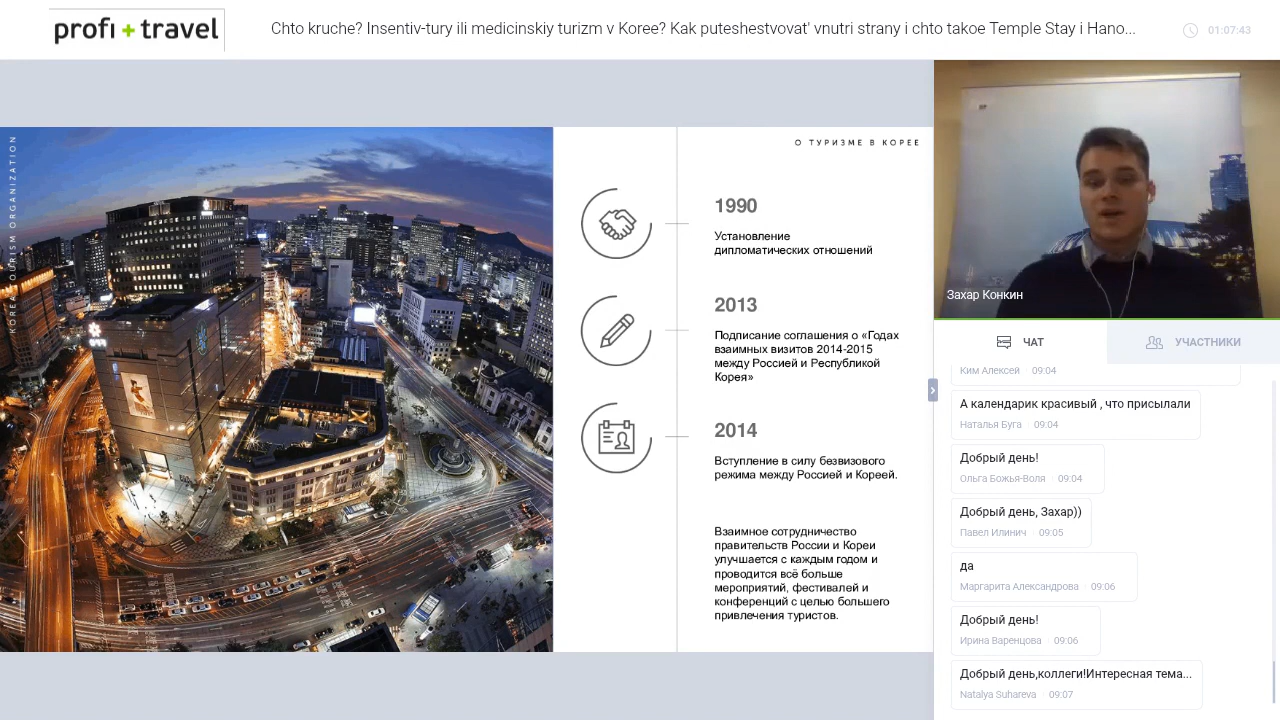 profi + travel
Chto kruche? Insentiv-tury ili medicinskiy turizm v Koree? Kak puteshestvovat' vnutri strany i chto takoe Temple Stay i Hano...
01:07:43
KOREA TOURISM ORGANIZATION
О ТУРИЗМЕ В КОРЕЕ
1990
Установление
дипломатических отношений
2013
Подписание соглашения о «Годах
взаимных визитов 2014-2015
между Россией и Республикой
Корея»
2014
Вступление в силу безвизового
режима между Россией и Кореей.
Взаимное сотрудничество
правительств России и Кореи
улучшается с каждым годом и
проводится всё больше
мероприятий, фестивалей и
конференций с целью большего
привлечения туристов.
Захар Конкин
ЧАТ
УЧАСТНИКИ
Ким Алексей · 09:04
А календарик красивый , что присылали
Наталья Буга · 09:04
Добрый день!
Ольга Божья-Воля · 09:04
Добрый день, Захар))
Павел Илинич · 09:05
да
Маргарита Александрова · 09:06
Добрый день!
Ирина Варенцова · 09:06
Добрый день,коллеги!Интересная тема...
Natalya Suhareva · 09:07